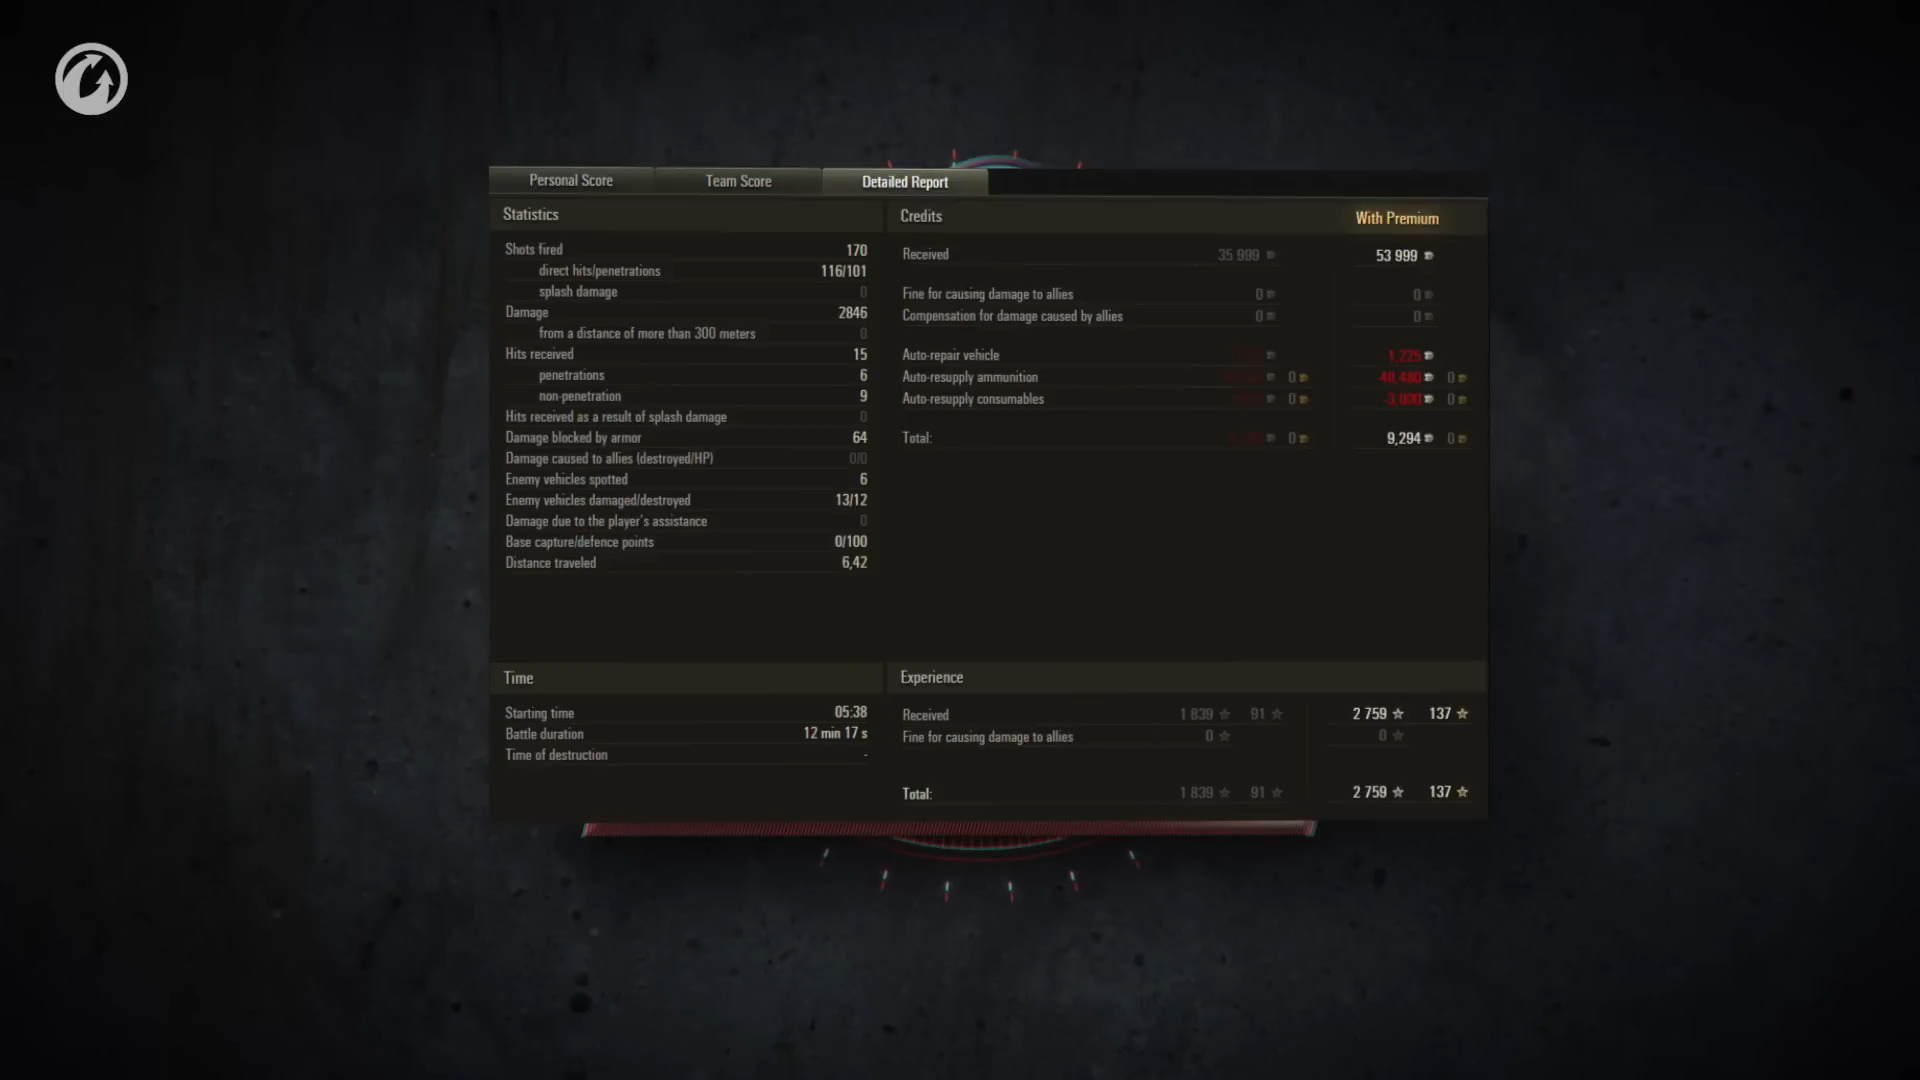 Personal Score Team Score Detailed Report
Statistics
Shots fired 170
direct hits/penetrations 116/101
splash damage 0
Damage 2846
from a distance of more than 300 meters 0
Hits received 15
penetrations 6
non-penetration 9
Hits received as a result of splash damage 0
Damage blocked by armor 64
Damage caused to allies (destroyed/HP) 0/0
Enemy vehicles spotted 6
Enemy vehicles damaged/destroyed 13/12
Damage due to the player's assistance 0
Base capture/defence points 0/100
Distance traveled 6,42
Credits With Premium
Received 35 999 53 999
Fine for causing damage to allies 0 0
Compensation for damage caused by allies 0 0
Auto-repair vehicle 1,225
Auto-resupply ammunition 0 -40,480 0
Auto-resupply consumables 0 -3,000 0
Total: 0 9,294 0
Time
Starting time 05:38
Battle duration 12 min 17 s
Time of destruction -
Experience
Received 1 839 91 2 759 137
Fine for causing damage to allies 0 0
Total: 1 839 91 2 759 137